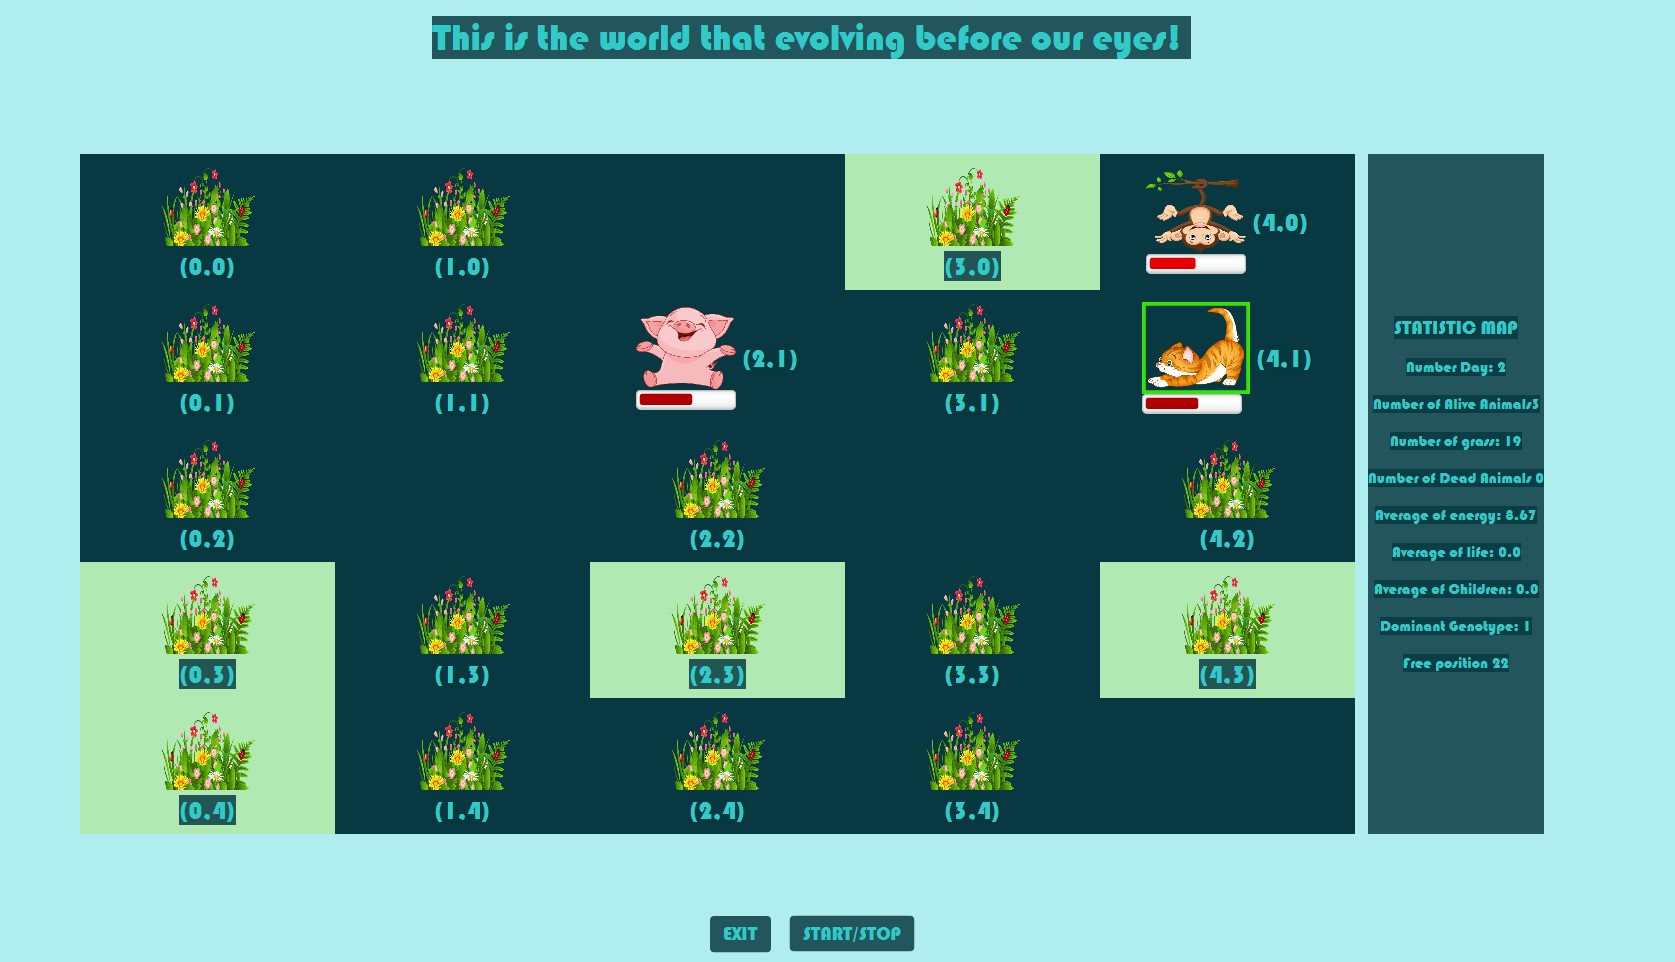 This is the world that evolving before our eyes!
(0,0) (1,0) (3,0) (4,0)
(0,1) (1,1) (2,1) (3,1) (4,1)
(0,2) (2,2) (4,2)
(0,3) (1,3) (2,3) (3,3) (4,3)
(0,4) (1,4) (2,4) (3,4)
STATISTIC MAP
Number Day: 2
Number of Alive Animals3
Number of grass: 19
Number of Dead Animals 0
Average of energy: 8.67
Average of life: 0.0
Average of Children: 0.0
Dominant Genotype: 1
Free position 22
EXIT
START/STOP